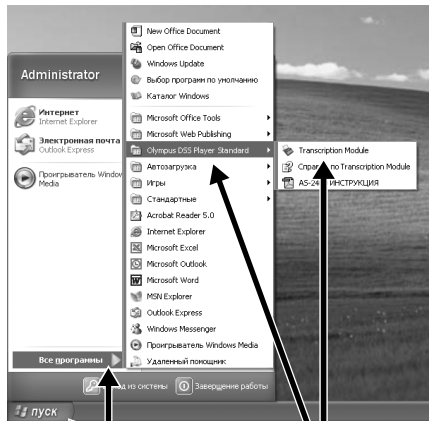 Administrator
Интернет
Internet Explorer
Электронная почта
Outlook Express
Проигрыватель Window
Media
Все программы
New Office Document
Open Office Document
Windows Update
Выбор программ по умолчанию
Каталог Windows
Microsoft Office Tools
Microsoft Web Publishing
Olympus DSS Player Standard
Автозагрузка
Игры
Стандартные
Acrobat Reader 5.0
Internet Explorer
Microsoft Excel
Microsoft Outlook
Microsoft Word
MSN Explorer
Outlook Express
Windows Messenger
Проигрыватель Windows Media
Удаленный помощник
Transcription Module
по Transcription Module
ИНСТРУКЦИЯ
из системы
Завершение работы
пуск